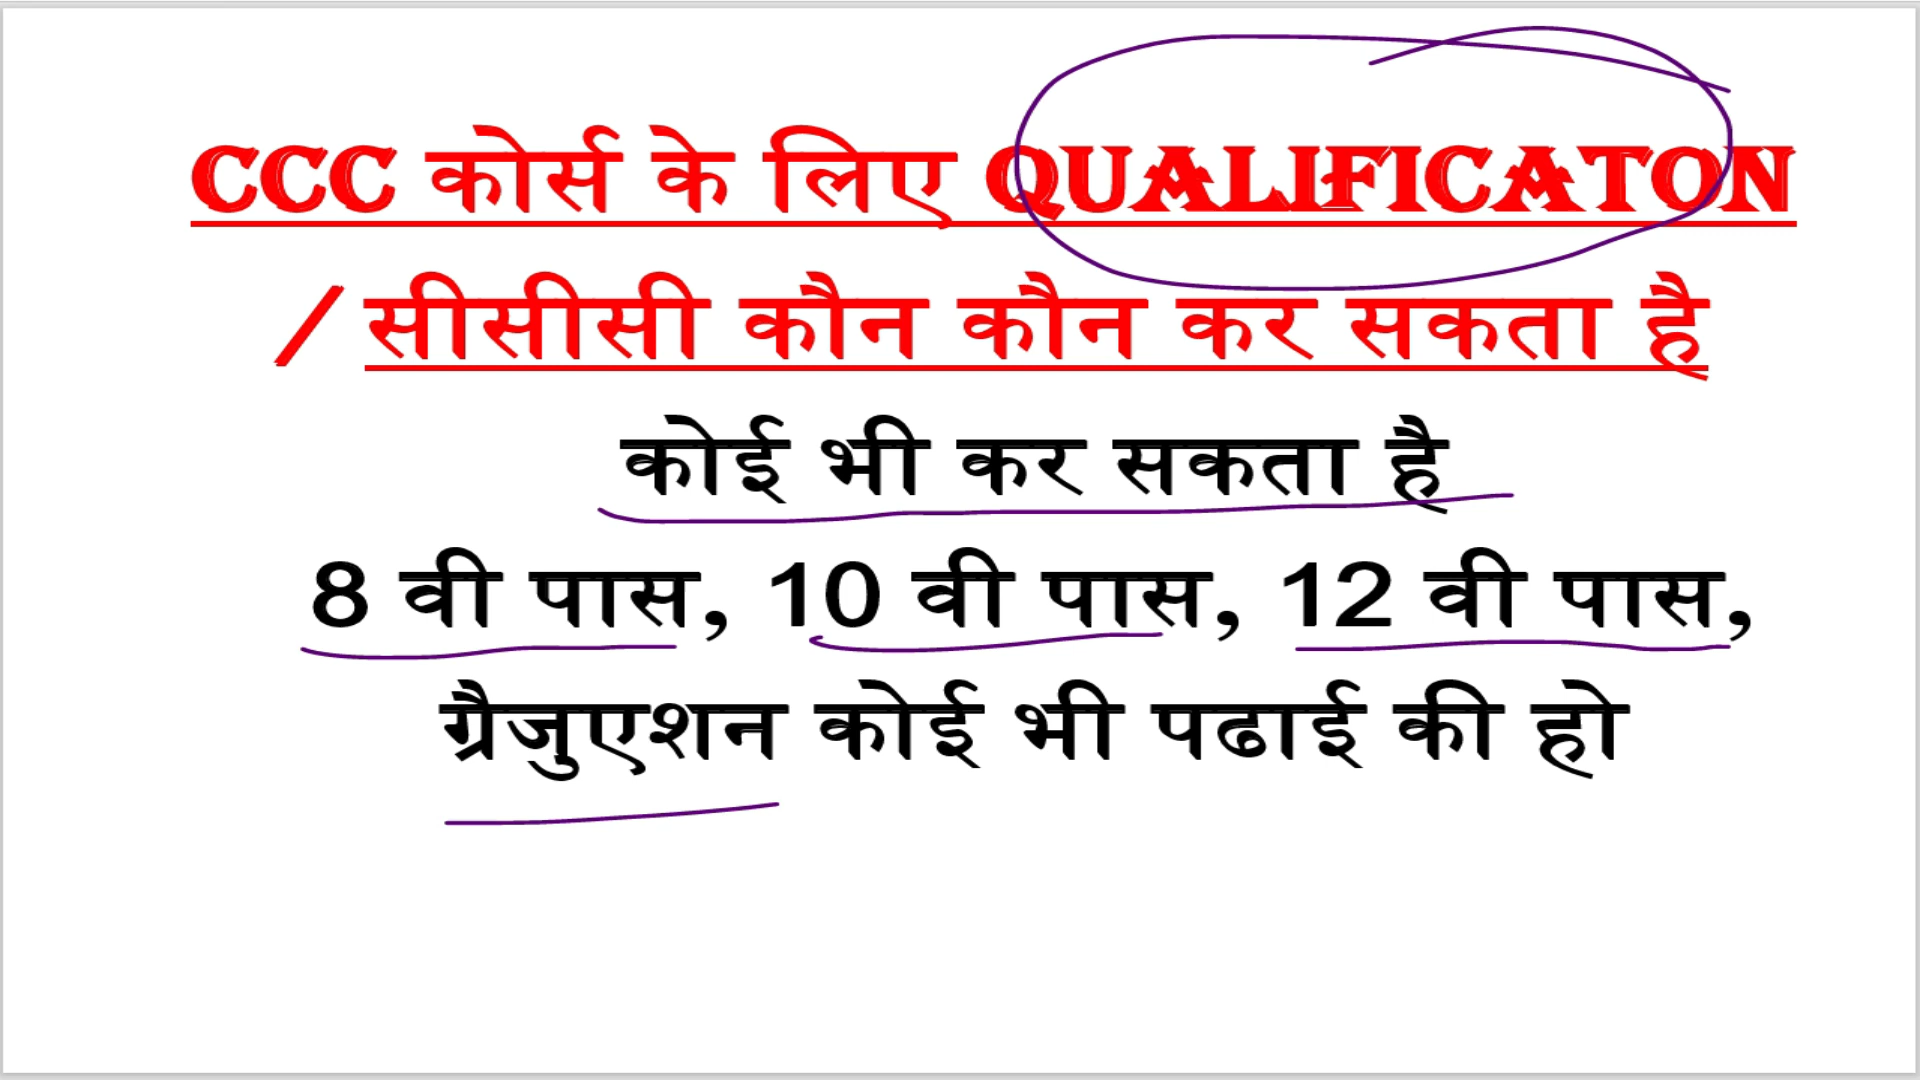 CCC कोर्स के लिए QUALIFICATON
/ सीसीसी कौन कौन कर सकता है
कोई भी कर सकता है
8 वी पास, 10 वी पास, 12 वी पास,
ग्रैजुएशन कोई भी पढाई की हो